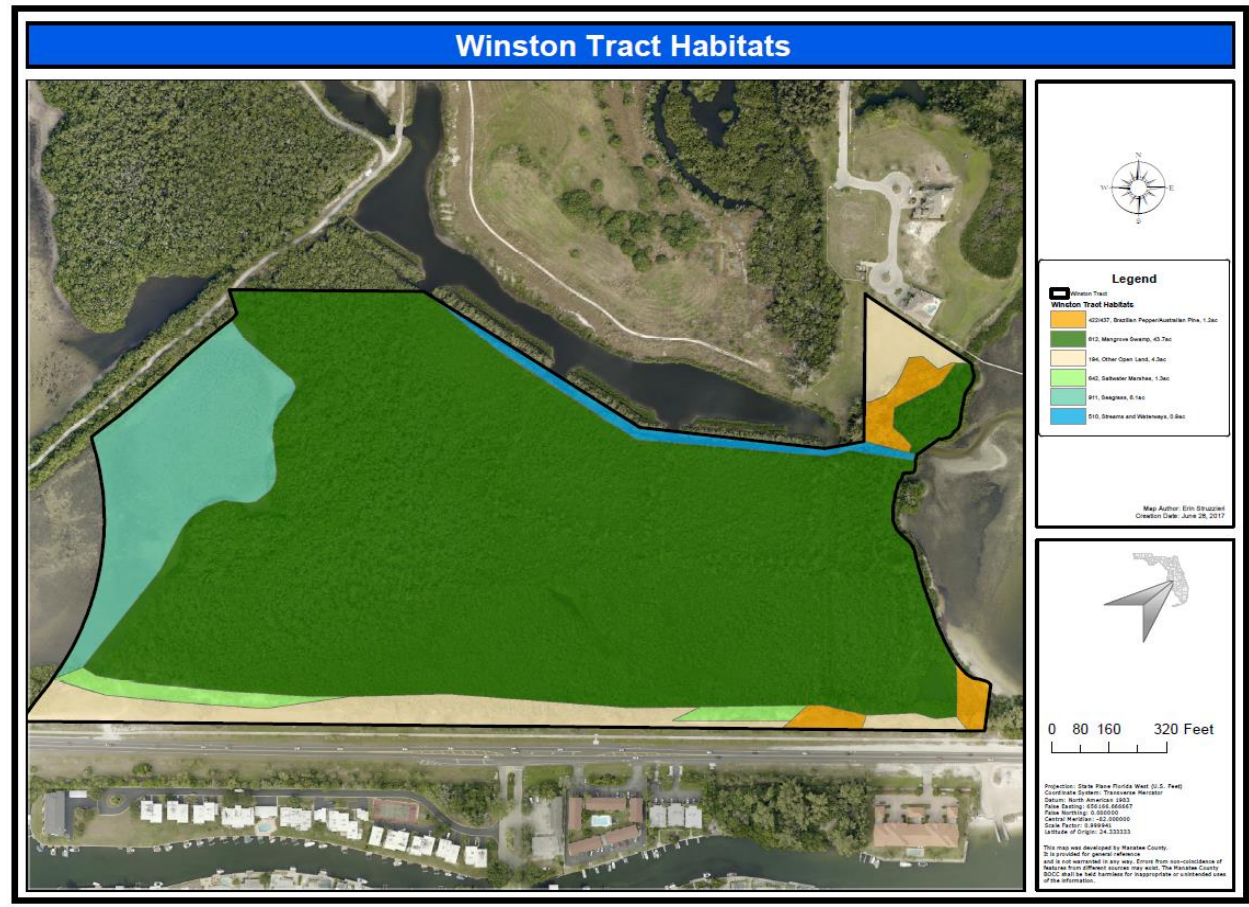 Winston Tract Habitats
N
W
E
S
Legend
Winston Tract
Winston Tract Habitats
422/437, Brazilian Pepper/Australian Pine, 1.2ac
612, Mangrove Swamp, 43.7ac
194, Other Open Land, 4.3ac
642, Saltwater Marshes, 1.3ac
911, Seagrass, 6.1ac
510, Streams and Waterways, 0.9ac
Map Author: Erin Struzzieri
Creation Date: June 28, 2017
0 80 160 320 Feet
Projection: State Plane Florida West (U.S. Feet)
Coordinate System: Transverse Mercator
Datum: North American 1983
False Easting: 656166.666667
False Northing: 0.000000
Central Meridian: -82.000000
Scale Factor: 0.999941
Latitude of Origin: 24.333333
This map was developed by Manatee County.
It is provided for general reference
and is not warranted in any way. Errors from non-coincidence of
features from different sources may exist. The Manatee County
BOCC shall be held harmless for inappropriate or unintended uses
of the information.